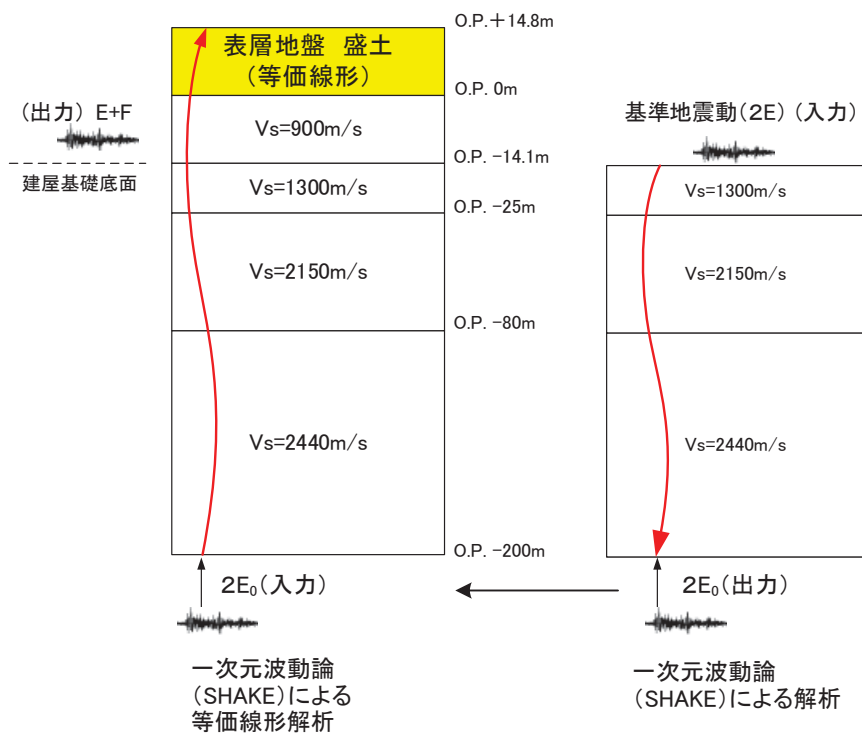 O.P.+14.8m
表層地盤 盛土
(等価線形)
O.P. 0m
(出力) E+F
Vs=900m/s
O.P. -14.1m
建屋基礎底面
Vs=1300m/s
O.P. -25m
Vs=2150m/s
O.P. -80m
Vs=2440m/s
O.P. -200m
2E₀(入力)
一次元波動論
(SHAKE)による
等価線形解析
基準地震動(2E)(入力)
Vs=1300m/s
Vs=2150m/s
Vs=2440m/s
2E₀(出力)
一次元波動論
(SHAKE)による解析